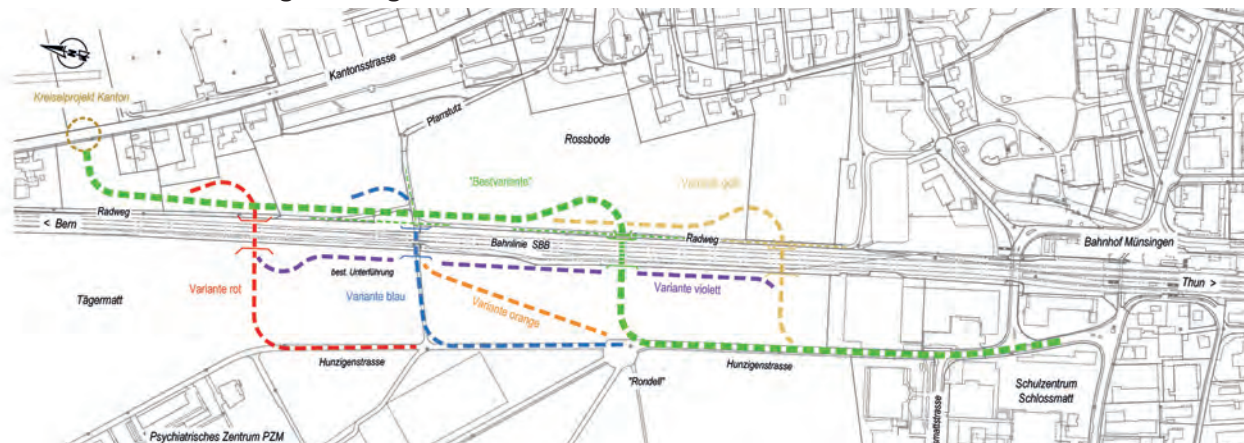 Kantonsstrasse
Kreiselprojekt Kanton
Pfarrstutz
Rossbode
"Bestvariante"
Variante gelb
Radweg
< Bern
Radweg
Bahnlinie SBB
Bahnhof Münsingen
best. Unterführung
Tägermatt
Variante rot
Variante blau
Variante orange
Variante violett
Thun >
Hunzigenstrasse
"Rondell"
Hunzigenstrasse
Schulzentrum
Schlossmatt
Psychiatrisches Zentrum PZM